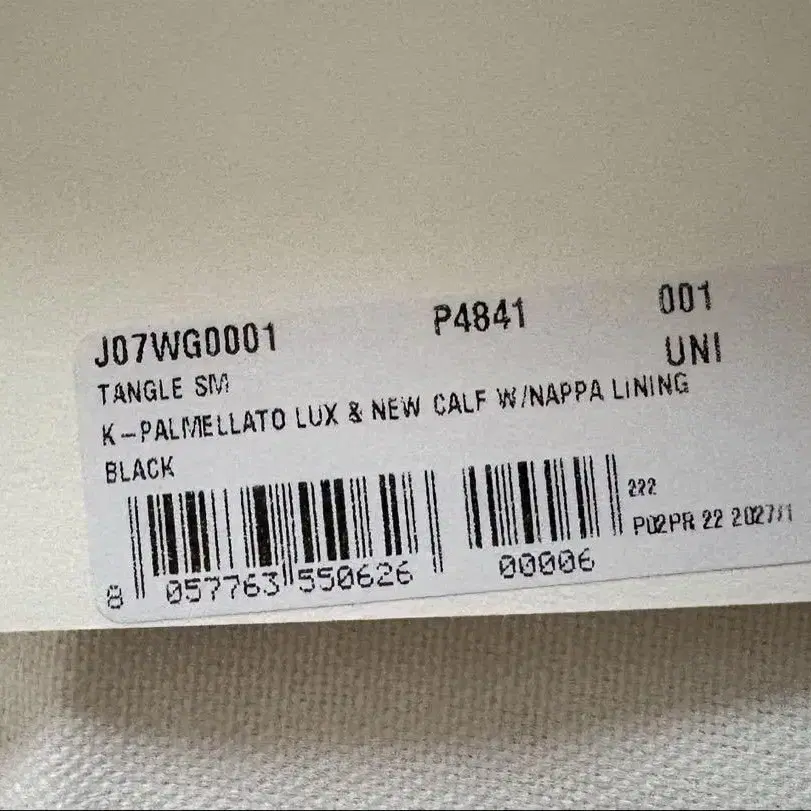 J07WG0001 P4841 001
UNI
TANGLE SM
K-PALMELLATO LUX & NEW CALF W/NAPPA LINING
BLACK
222
P02PR 22 2027/1
8 057763 550626 00006